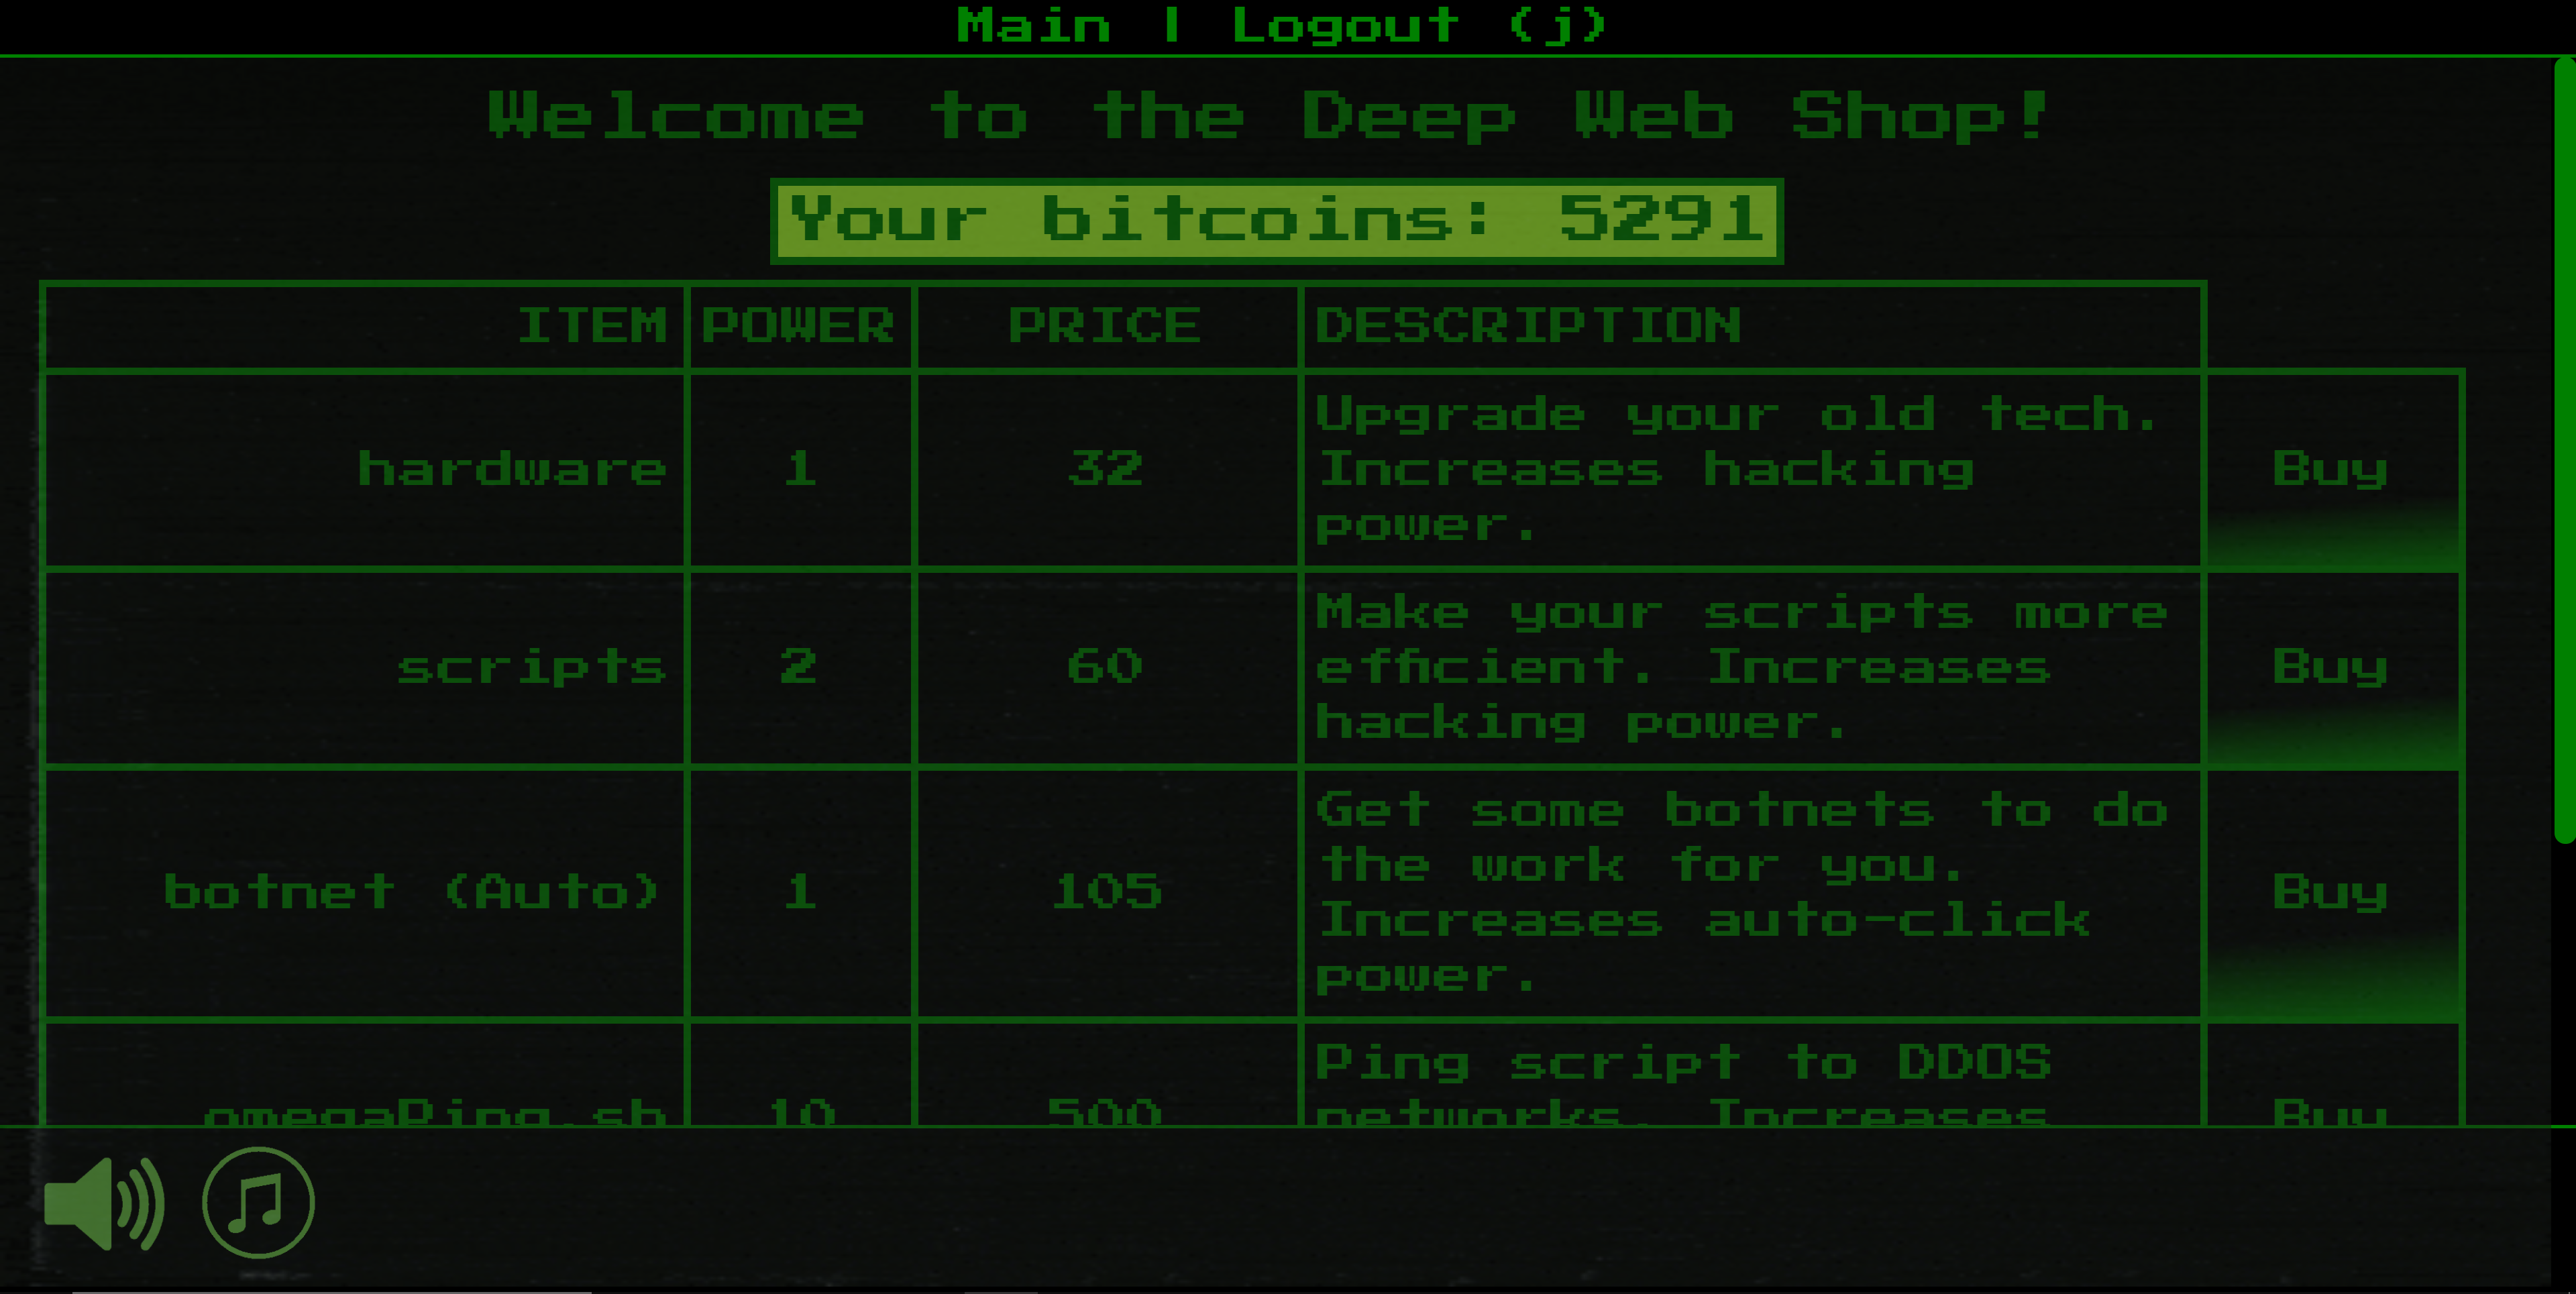 Main | Logout (j)
Welcome to the Deep Web Shop!
Your bitcoins: 5291
ITEM POWER PRICE DESCRIPTION
hardware 1 32 Upgrade your old tech. Increases hacking power. Buy
scripts 2 60 Make your scripts more efficient. Increases hacking power. Buy
botnet (Auto) 1 105 Get some botnets to do the work for you. Increases auto-click power. Buy
omegaPing.sh 10 500 Ping script to DDOS networks. Increases Buy